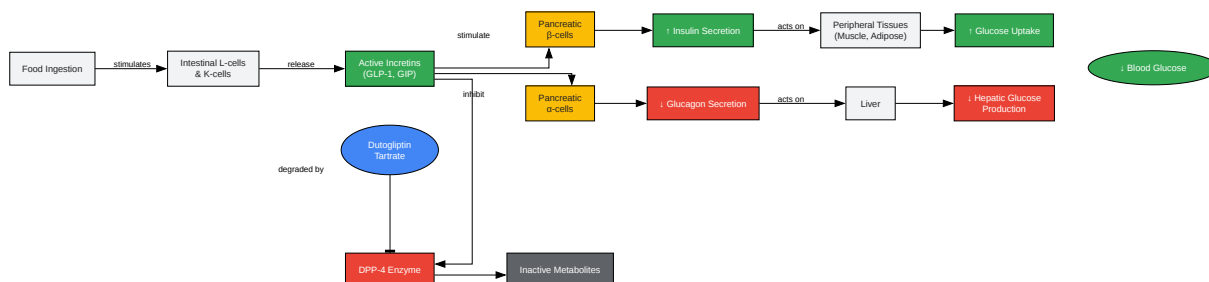 Food Ingestion
stimulates
Intestinal L-cells
& K-cells
release
Active Incretins
(GLP-1, GIP)
stimulate
inhibit
Pancreatic
β-cells
↑ Insulin Secretion
acts on
Peripheral Tissues
(Muscle, Adipose)
↑ Glucose Uptake
Pancreatic
α-cells
↓ Glucagon Secretion
acts on
Liver
↓ Hepatic Glucose
Production
↓ Blood Glucose
Dutogliptin
Tartrate
degraded by
DPP-4 Enzyme
Inactive Metabolites